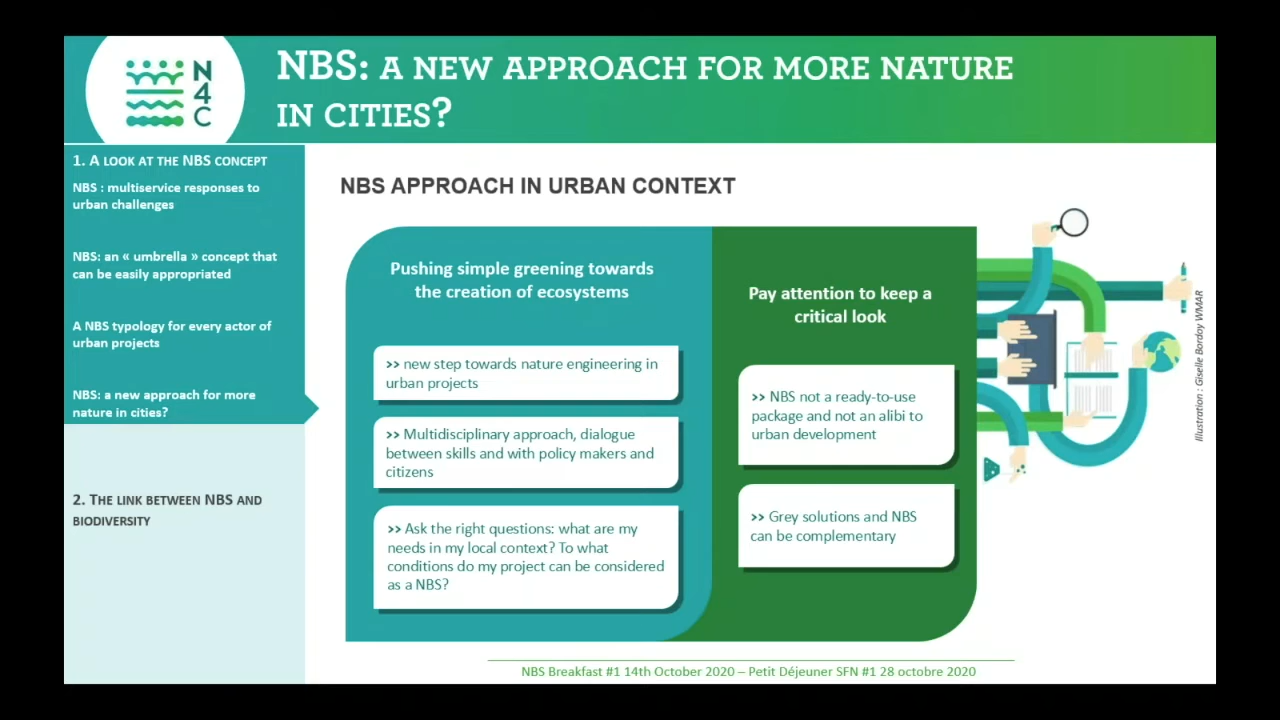 N
4
C
NBS: A NEW APPROACH FOR MORE NATURE
IN CITIES?
1. A LOOK AT THE NBS CONCEPT
NBS : multiservice responses to
urban challenges
NBS: an « umbrella » concept that
can be easily appropriated
A NBS typology for every actor of
urban projects
NBS: a new approach for more
nature in cities?
2. THE LINK BETWEEN NBS AND
BIODIVERSITY
NBS APPROACH IN URBAN CONTEXT
Pushing simple greening towards
the creation of ecosystems
>> new step towards nature engineering in
urban projects
>> Multidisciplinary approach, dialogue
between skills and with policy makers and
citizens
>> Ask the right questions: what are my
needs in my local context? To what
conditions do my project can be considered
as a NBS?
Pay attention to keep a
critical look
>> NBS not a ready-to-use
package and not an alibi to
urban development
>> Grey solutions and NBS
can be complementary
Illustration : Giselle Bordoy WMAR
NBS Breakfast #1 14th October 2020 – Petit Déjeuner SFN #1 28 octobre 2020